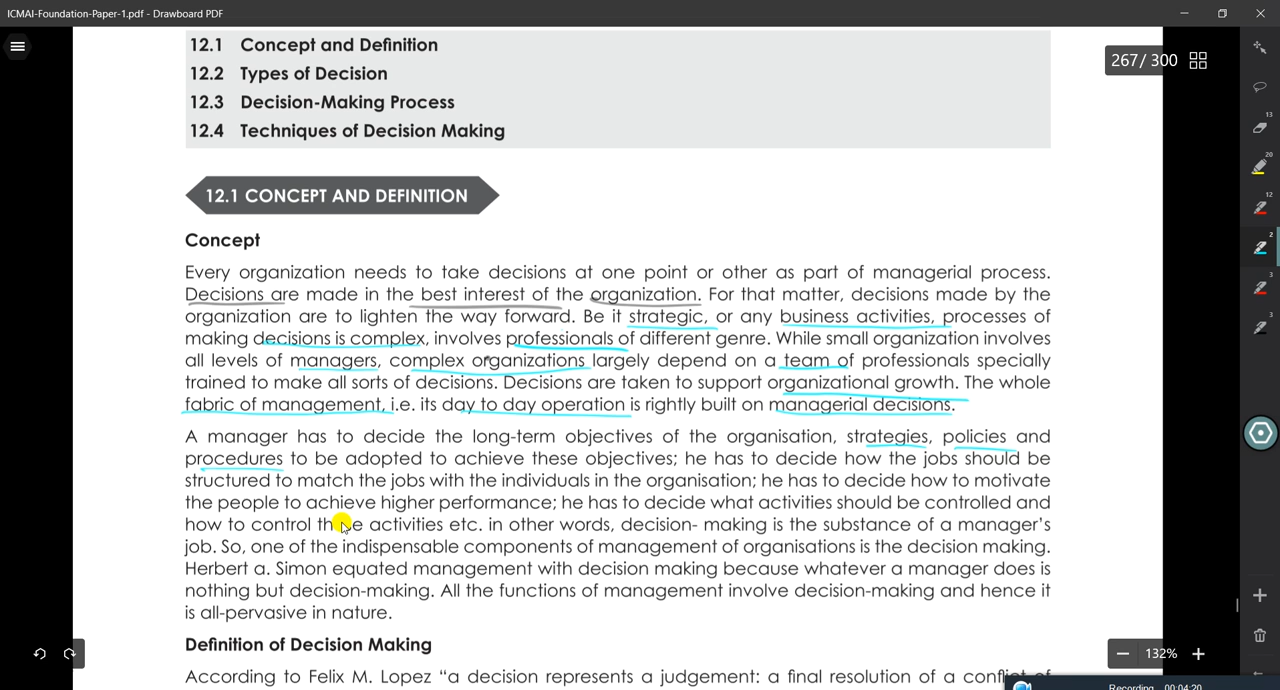 ICMAI-Foundation-Paper-1.pdf - Drawboard PDF
12.1 Concept and Definition
267/ 300
12.2 Types of Decision
12.3 Decision-Making Process
12.4 Techniques of Decision Making
13
20
12
2
3
3
12.1 CONCEPT AND DEFINITION
Concept
Every organization needs to take decisions at one point or other as part of managerial process.
Decisions are made in the best interest of the organization. For that matter, decisions made by the
organization are to lighten the way forward. Be it strategic, or any business activities, processes of
making decisions is complex, involves professionals of different genre. While small organization involves
all levels of managers, complex organizations largely depend on a team of professionals specially
trained to make all sorts of decisions. Decisions are taken to support organizational growth. The whole
fabric of management, i.e. its day to day operation is rightly built on managerial decisions.
A manager has to decide the long-term objectives of the organisation, strategies, policies and
procedures to be adopted to achieve these objectives; he has to decide how the jobs should be
structured to match the jobs with the individuals in the organisation; he has to decide how to motivate
the people to achieve higher performance; he has to decide what activities should be controlled and
how to control activities etc. in other words, decision- making is the substance of a manager's
job. So, one of the indispensable components of management of organisations is the decision making.
Herbert a. Simon equated management with decision making because whatever a manager does is
nothing but decision-making. All the functions of management involve decision-making and hence it
is all-pervasive in nature.
Definition of Decision Making
132%
According to Felix M. Lopez "a decision represents a judgement: a final resolution of a conflict of
Recording 00:04:20